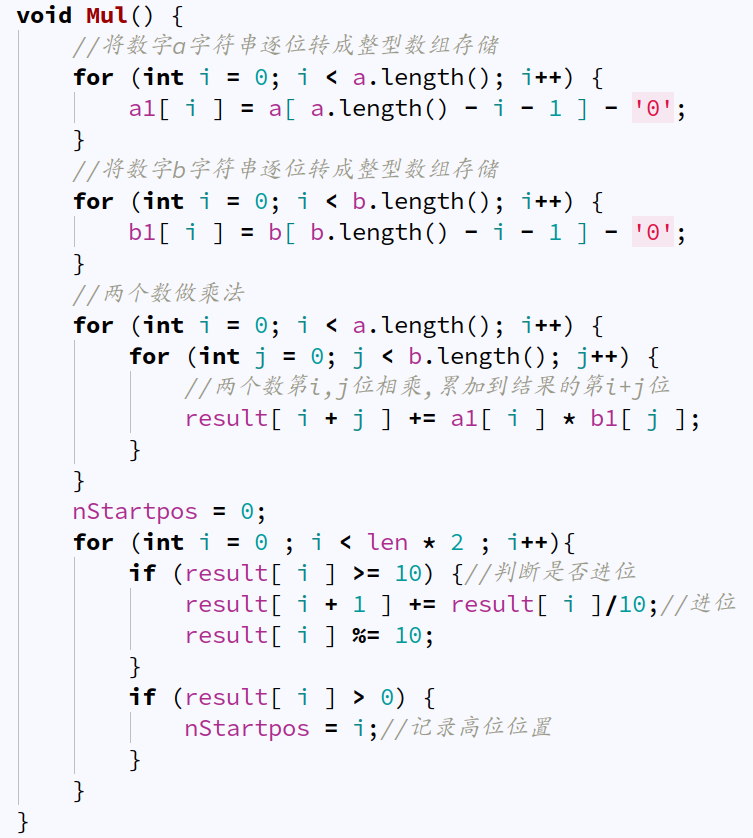 void Mul() {
//将数字a字符串逐位转成整型数组存储
for (int i = 0; i < a.length(); i++) {
a1[ i ] = a[ a.length() - i - 1 ] - '0';
}
//将数字b字符串逐位转成整型数组存储
for (int i = 0; i < b.length(); i++) {
b1[ i ] = b[ b.length() - i - 1 ] - '0';
}
//两个数做乘法
for (int i = 0; i < a.length(); i++) {
for (int j = 0; j < b.length(); j++) {
//两个数第i,j位相乘,累加到结果的第i+j位
result[ i + j ] += a1[ i ] * b1[ j ];
}
}
nStartpos = 0;
for (int i = 0 ; i < len * 2 ; i++){
if (result[ i ] >= 10) {//判断是否进位
result[ i + 1 ] += result[ i ]/10;//进位
result[ i ] %= 10;
}
if (result[ i ] > 0) {
nStartpos = i;//记录高位位置
}
}
}